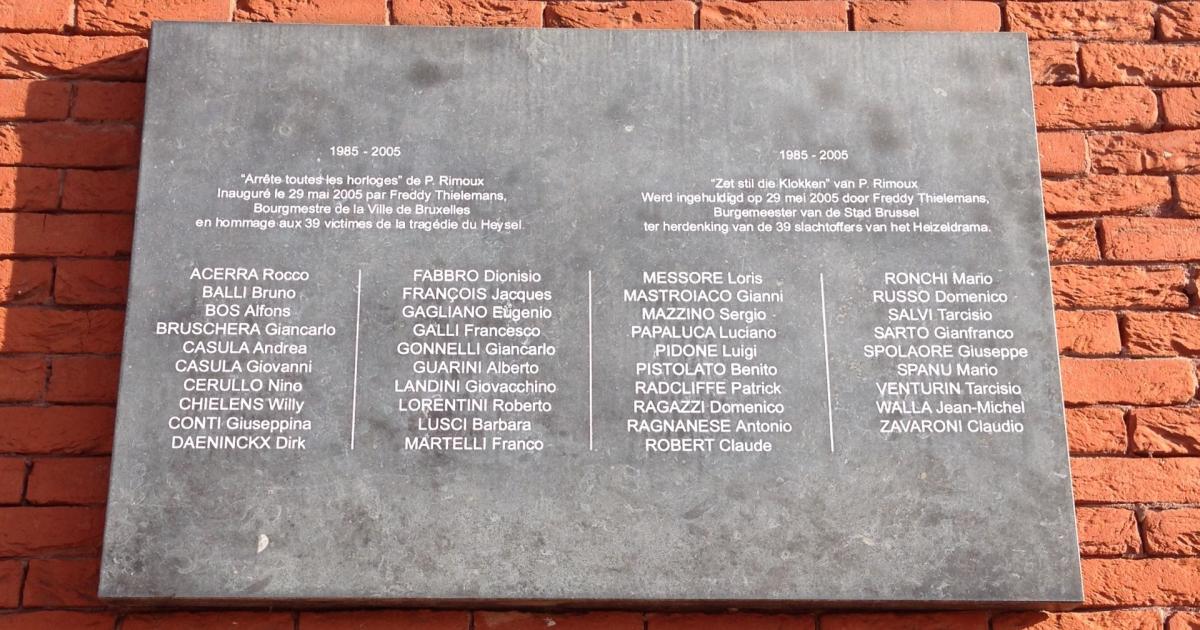 1985 - 2005
"Arrête toutes les horloges" de P. Rimoux
Inauguré le 29 mai 2005 par Freddy Thielemans,
Bourgmestre de la Ville de Bruxelles
en hommage aux 39 victimes de la tragédie du Heysel.
1985 - 2005
"Zet stil die Klokken" van P. Rimoux
Werd ingehuldigd op 29 mei 2005 door Freddy Thielemans,
Burgemeester van de Stad Brussel
ter herdenking van de 39 slachtoffers van het Heizeldrama.
ACERRA Rocco
BALLI Bruno
BOS Alfons
BRUSCHERA Giancarlo
CASULA Andrea
CASULA Giovanni
CERULLO Nino
CHIELENS Willy
CONTI Giuseppina
DAENINCKX Dirk
FABBRO Dionisio
FRANÇOIS Jacques
GAGLIANO Eugenio
GALLI Francesco
GONNELLI Giancarlo
GUARINI Alberto
LANDINI Giovacchino
LORENTINI Roberto
LUSCI Barbara
MARTELLI Franco
MESSORE Loris
MASTROIACO Gianni
MAZZINO Sergio
PAPALUCA Luciano
PIDONE Luigi
PISTOLATO Benito
RADCLIFFE Patrick
RAGAZZI Domenico
RAGNANESE Antonio
ROBERT Claude
RONCHI Mario
RUSSO Domenico
SALVI Tarcisio
SARTO Gianfranco
SPOLAORE Giuseppe
SPANU Mario
VENTURIN Tarcisio
WALLA Jean-Michel
ZAVARONI Claudio